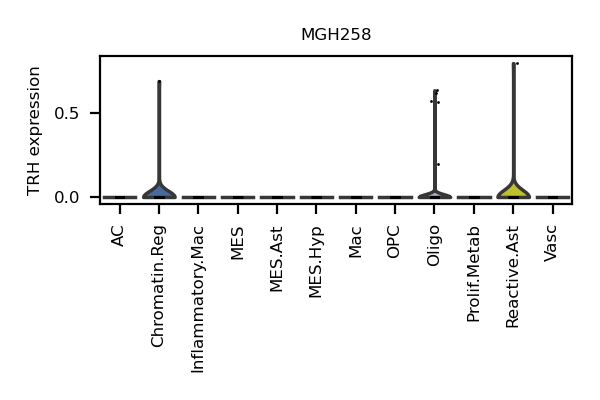 MGH258
TRH expression
0.5
0.0
AC
Chromatin.Reg
Inflammatory.Mac
MES
MES.Ast
MES.Hyp
Mac
OPC
Oligo
Prolif.Metab
Reactive.Ast
Vasc